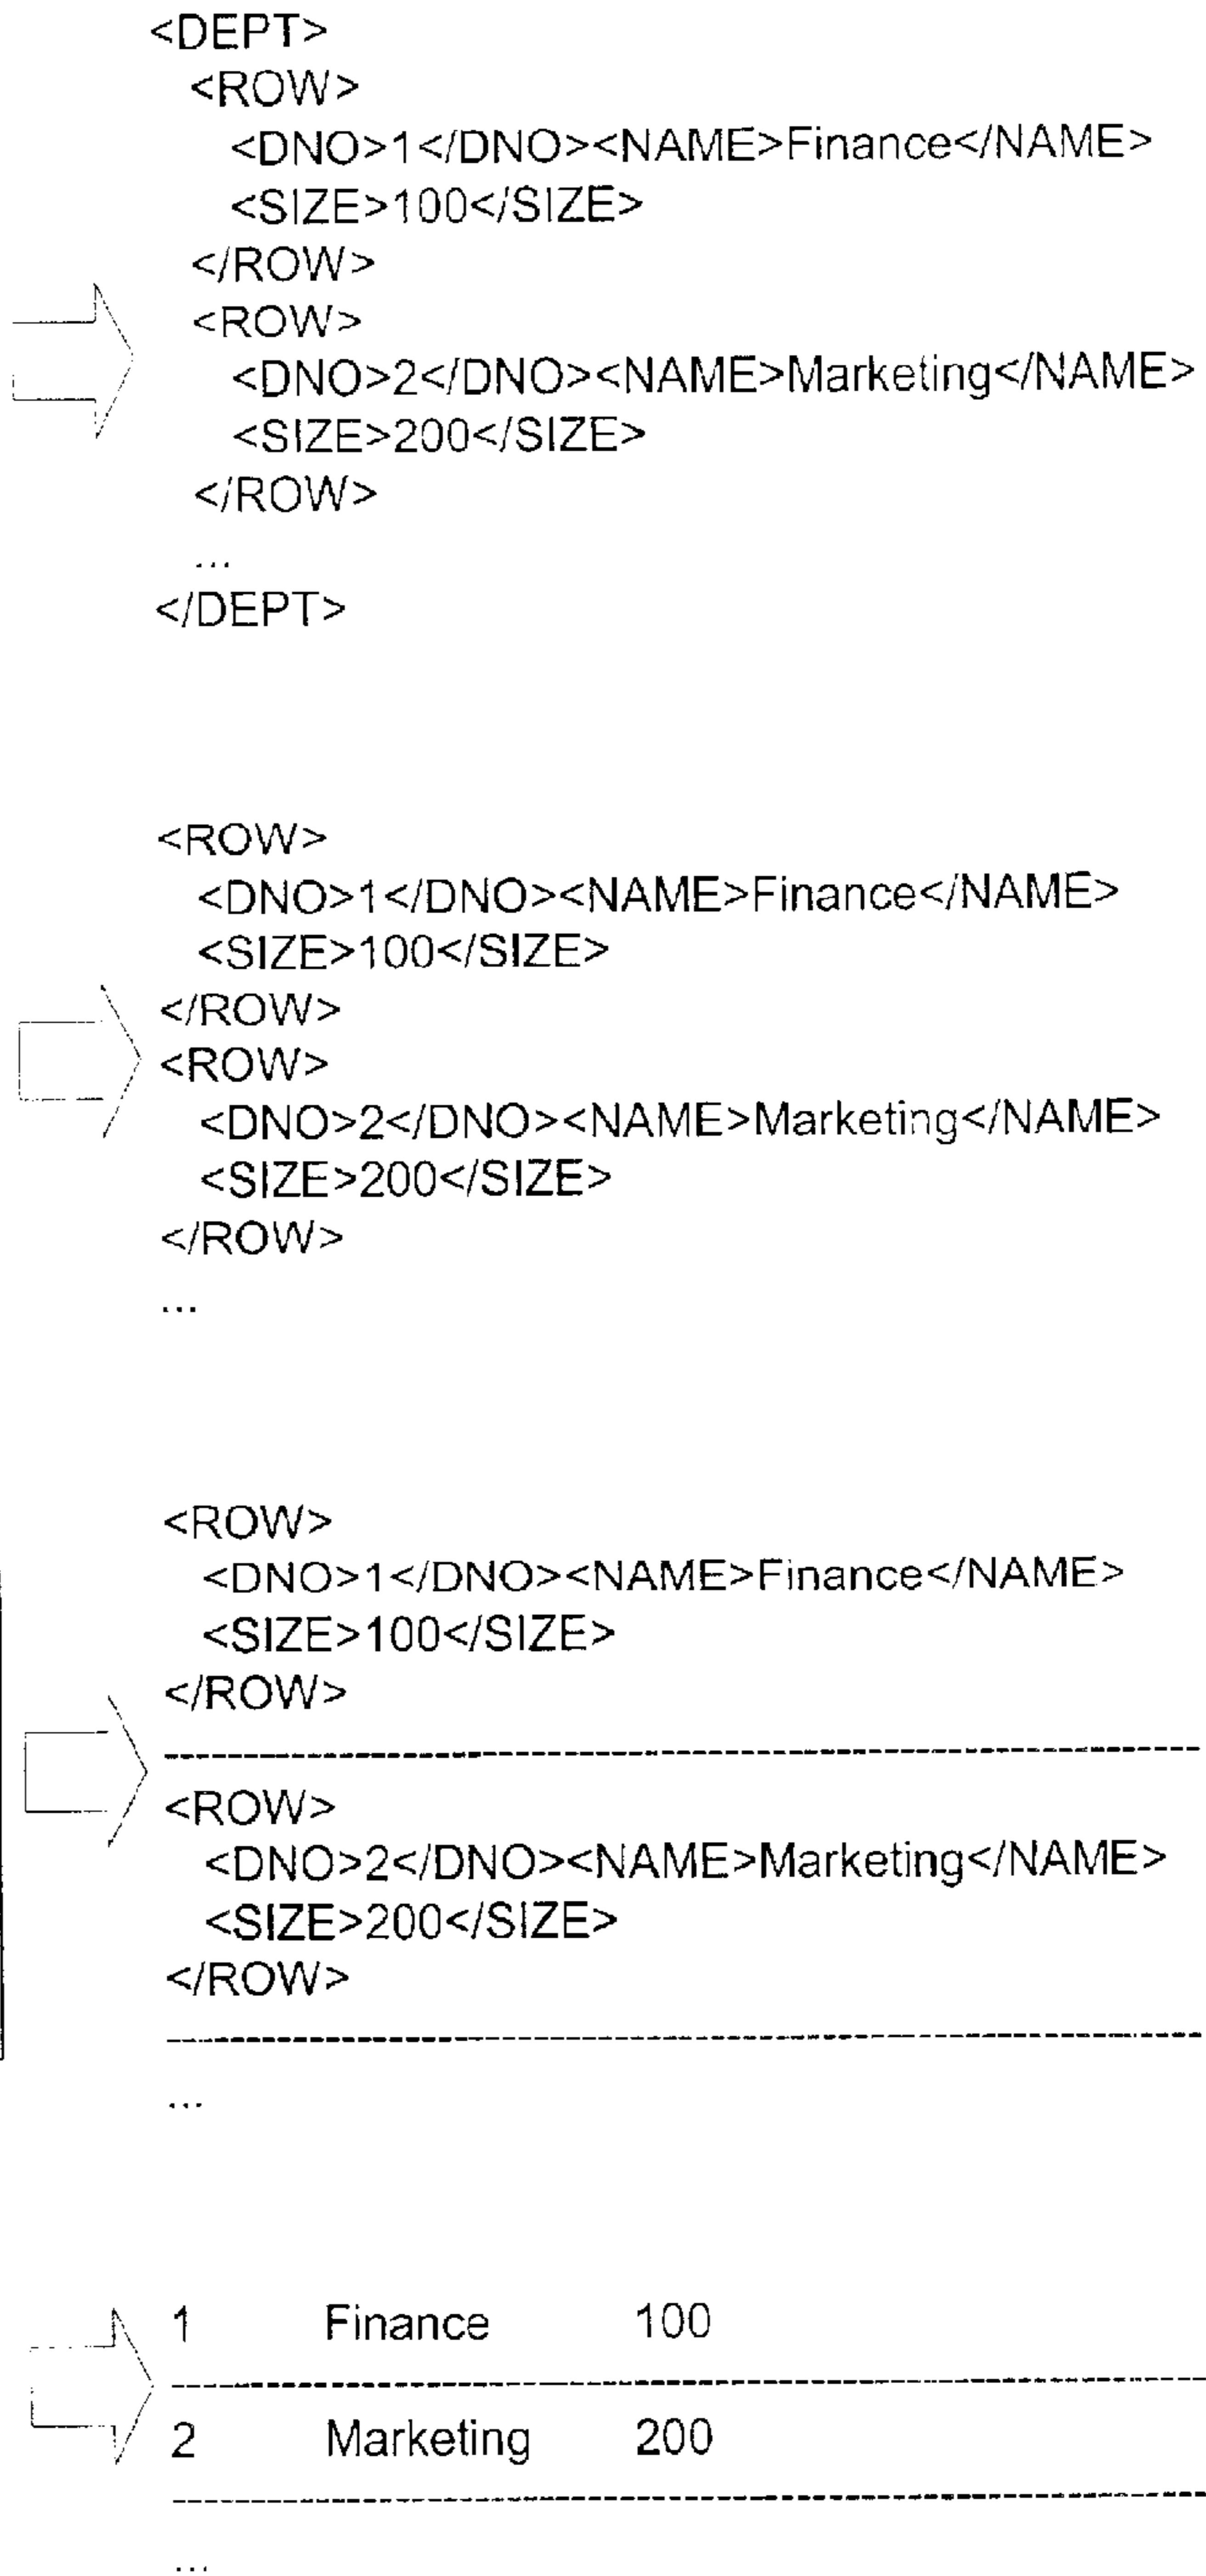 <DEPT>
<ROW>
<DNO>1</DNO><NAME>Finance</NAME>
<SIZE>100</SIZE>
</ROW>
<ROW>
<DNO>2</DNO><NAME>Marketing</NAME>
<SIZE>200</SIZE>
</ROW>
...
</DEPT>
<ROW>
<DNO>1</DNO><NAME>Finance</NAME>
<SIZE>100</SIZE>
</ROW>
<ROW>
<DNO>2</DNO><NAME>Marketing</NAME>
<SIZE>200</SIZE>
</ROW>
...
<ROW>
<DNO>1</DNO><NAME>Finance</NAME>
<SIZE>100</SIZE>
</ROW>
<ROW>
<DNO>2</DNO><NAME>Marketing</NAME>
<SIZE>200</SIZE>
</ROW>
...
1 Finance 100
2 Marketing 200
...